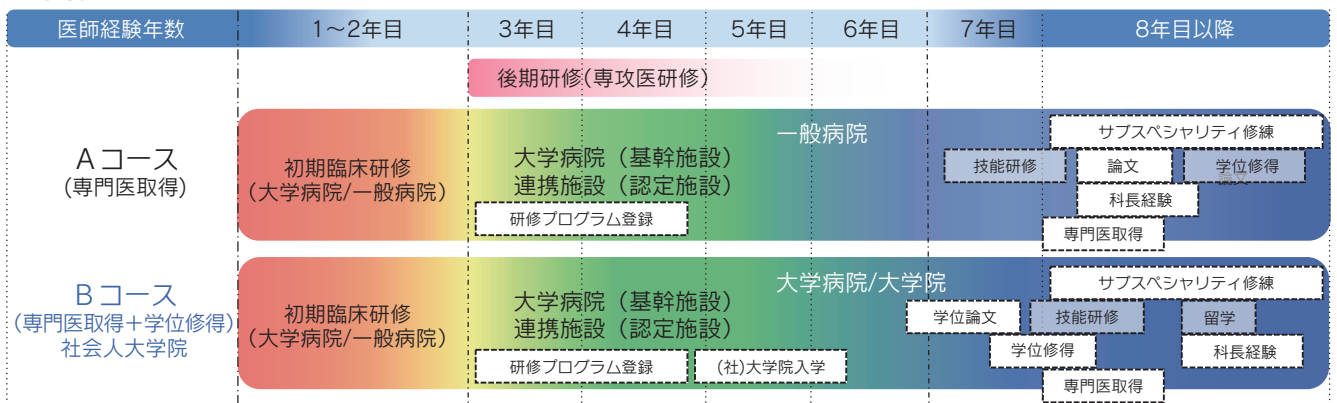 医師経験年数
1～2年目
3年目
4年目
5年目
6年目
7年目
8年目以降
後期研修(専攻医研修)
Aコース
(専門医取得)
初期臨床研修
(大学病院/一般病院)
大学病院（基幹施設）
連携施設（認定施設）
研修プログラム登録
一般病院
サブスペシャリティ修練
技能研修
論文
学位修得
論文
科長経験
専門医取得
Bコース
(専門医取得＋学位修得)
社会人大学院
初期臨床研修
(大学病院/一般病院)
大学病院（基幹施設）
連携施設（認定施設）
研修プログラム登録
(社)大学院入学
大学病院/大学院
サブスペシャリティ修練
学位論文
技能研修
留学
学位修得
科長経験
専門医取得